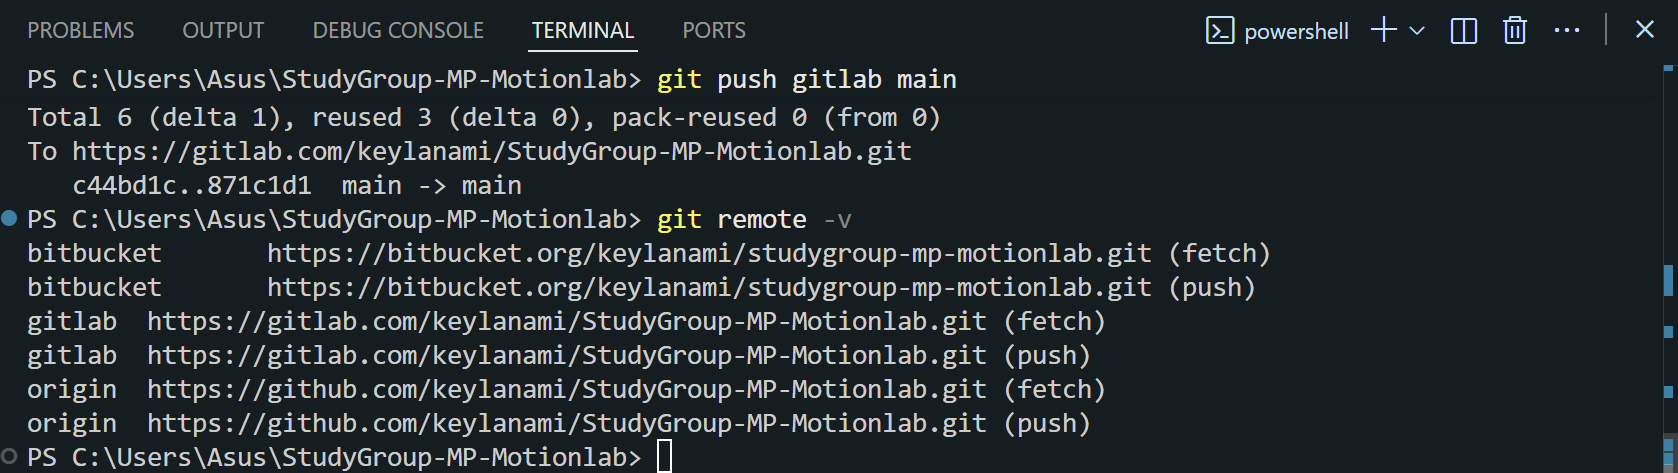 PROBLEMS OUTPUT DEBUG CONSOLE TERMINAL PORTS powershell
PS C:\Users\Asus\StudyGroup-MP-Motionlab> git push gitlab main
Total 6 (delta 1), reused 3 (delta 0), pack-reused 0 (from 0)
To https://gitlab.com/keylanami/StudyGroup-MP-Motionlab.git
c44bd1c..871c1d1 main -> main
PS C:\Users\Asus\StudyGroup-MP-Motionlab> git remote -v
bitbucket https://bitbucket.org/keylanami/studygroup-mp-motionlab.git (fetch)
bitbucket https://bitbucket.org/keylanami/studygroup-mp-motionlab.git (push)
gitlab https://gitlab.com/keylanami/StudyGroup-MP-Motionlab.git (fetch)
gitlab https://gitlab.com/keylanami/StudyGroup-MP-Motionlab.git (push)
origin https://github.com/keylanami/StudyGroup-MP-Motionlab.git (fetch)
origin https://github.com/keylanami/StudyGroup-MP-Motionlab.git (push)
PS C:\Users\Asus\StudyGroup-MP-Motionlab>